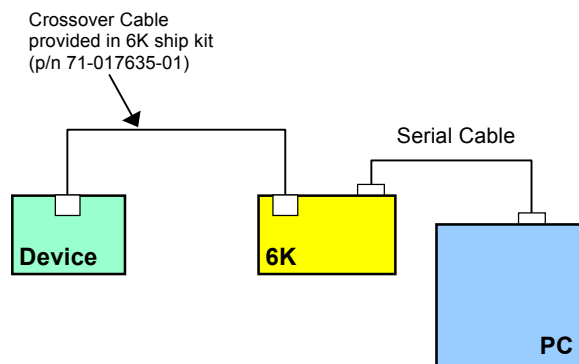 Crossover Cable
provided in 6K ship kit
(p/n 71-017635-01)
Serial Cable
Device
6K
PC